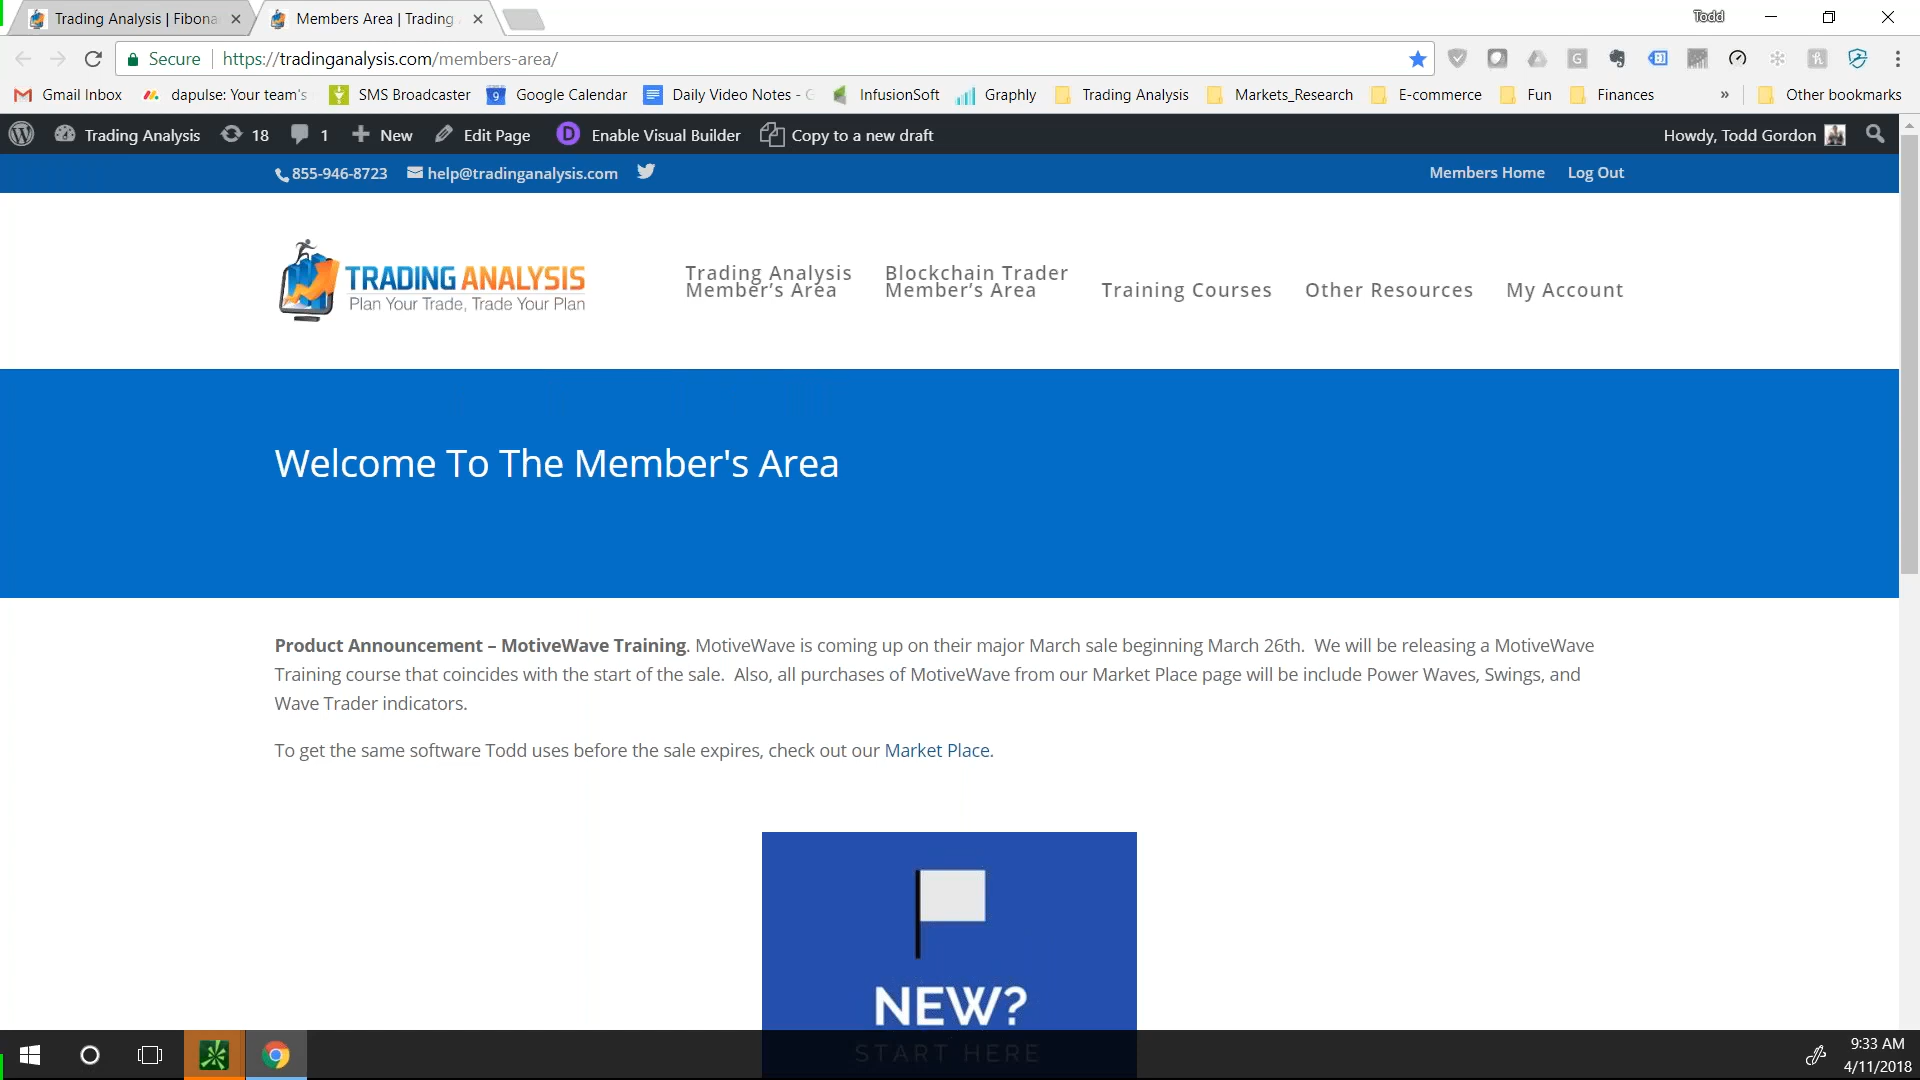 Trading Analysis | Fibona
Members Area | Trading
Todd
Secure
https://tradinganalysis.com/members-area/
Gmail Inbox
dapulse: Your team's
SMS Broadcaster
9
Google Calendar
Daily Video Notes - G
InfusionSoft
Graphly
Trading Analysis
Markets_Research
E-commerce
Fun
Finances
»
Other bookmarks
Trading Analysis
18
1
New
Edit Page
D
Enable Visual Builder
Copy to a new draft
Howdy, Todd Gordon
855-946-8723
help@tradinganalysis.com
Members Home
Log Out
TRADING ANALYSIS
Plan Your Trade, Trade Your Plan
Trading Analysis
Member's Area
Blockchain Trader
Member's Area
Training Courses
Other Resources
My Account
Welcome To The Member's Area
Product Announcement – MotiveWave Training. MotiveWave is coming up on their major March sale beginning March 26th. We will be releasing a MotiveWave
Training course that coincides with the start of the sale. Also, all purchases of MotiveWave from our Market Place page will be include Power Waves, Swings, and
Wave Trader indicators.
To get the same software Todd uses before the sale expires, check out our Market Place.
NEW?
START HERE
9:33 AM
4/11/2018